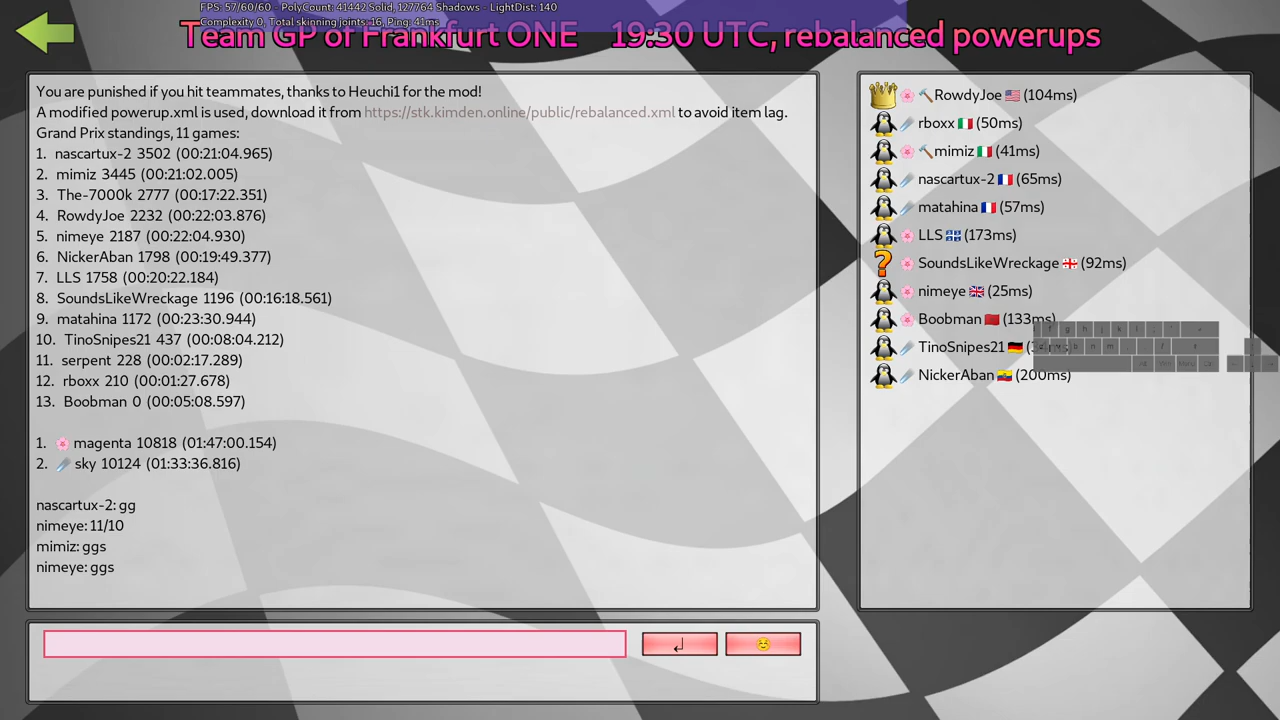 FPS: 57/60/60 - PolyCount: 41442 Solid, 127764 Shadows - LightDist: 140
Complexity 0, Total skinning joints: 16, Ping: 41ms
Team GP of Frankfurt ONE 19:30 UTC, rebalanced powerups
You are punished if you hit teammates, thanks to Heuchi1 for the mod!
A modified powerup.xml is used, download it from https://stk.kimden.online/public/rebalanced.xml to avoid item lag.
Grand Prix standings, 11 games:
1. nascartux-2 3502 (00:21:04.965)
2. mimiz 3445 (00:21:02.005)
3. The-7000k 2777 (00:17:22.351)
4. RowdyJoe 2232 (00:22:03.876)
5. nimeye 2187 (00:22:04.930)
6. NickerAban 1798 (00:19:49.377)
7. LLS 1758 (00:20:22.184)
8. SoundsLikeWreckage 1196 (00:16:18.561)
9. matahina 1172 (00:23:30.944)
10. TinoSnipes21 437 (00:08:04.212)
11. serpent 228 (00:02:17.289)
12. rboxx 210 (00:01:27.678)
13. Boobman 0 (00:05:08.597)
1. 🌸 magenta 10818 (01:47:00.154)
2. ☄️ sky 10124 (01:33:36.816)
nascartux-2: gg
nimeye: 11/10
mimiz: ggs
nimeye: ggs
🌸 🔨RowdyJoe 🇺🇸 (104ms)
☄️ rboxx 🇮🇹 (50ms)
🌸 🔨mimiz 🇮🇹 (41ms)
☄️ nascartux-2 🇫🇷 (65ms)
☄️ matahina 🇫🇷 (57ms)
🌸 LLS (173ms)
🌸 SoundsLikeWreckage 🇬🇪 (92ms)
🌸 nimeye 🇬🇧 (25ms)
🌸 Boobman 🇲🇦 (133ms)
☄️ TinoSnipes21 🇩🇪
☄️ NickerAban 🇪🇨 (200ms)